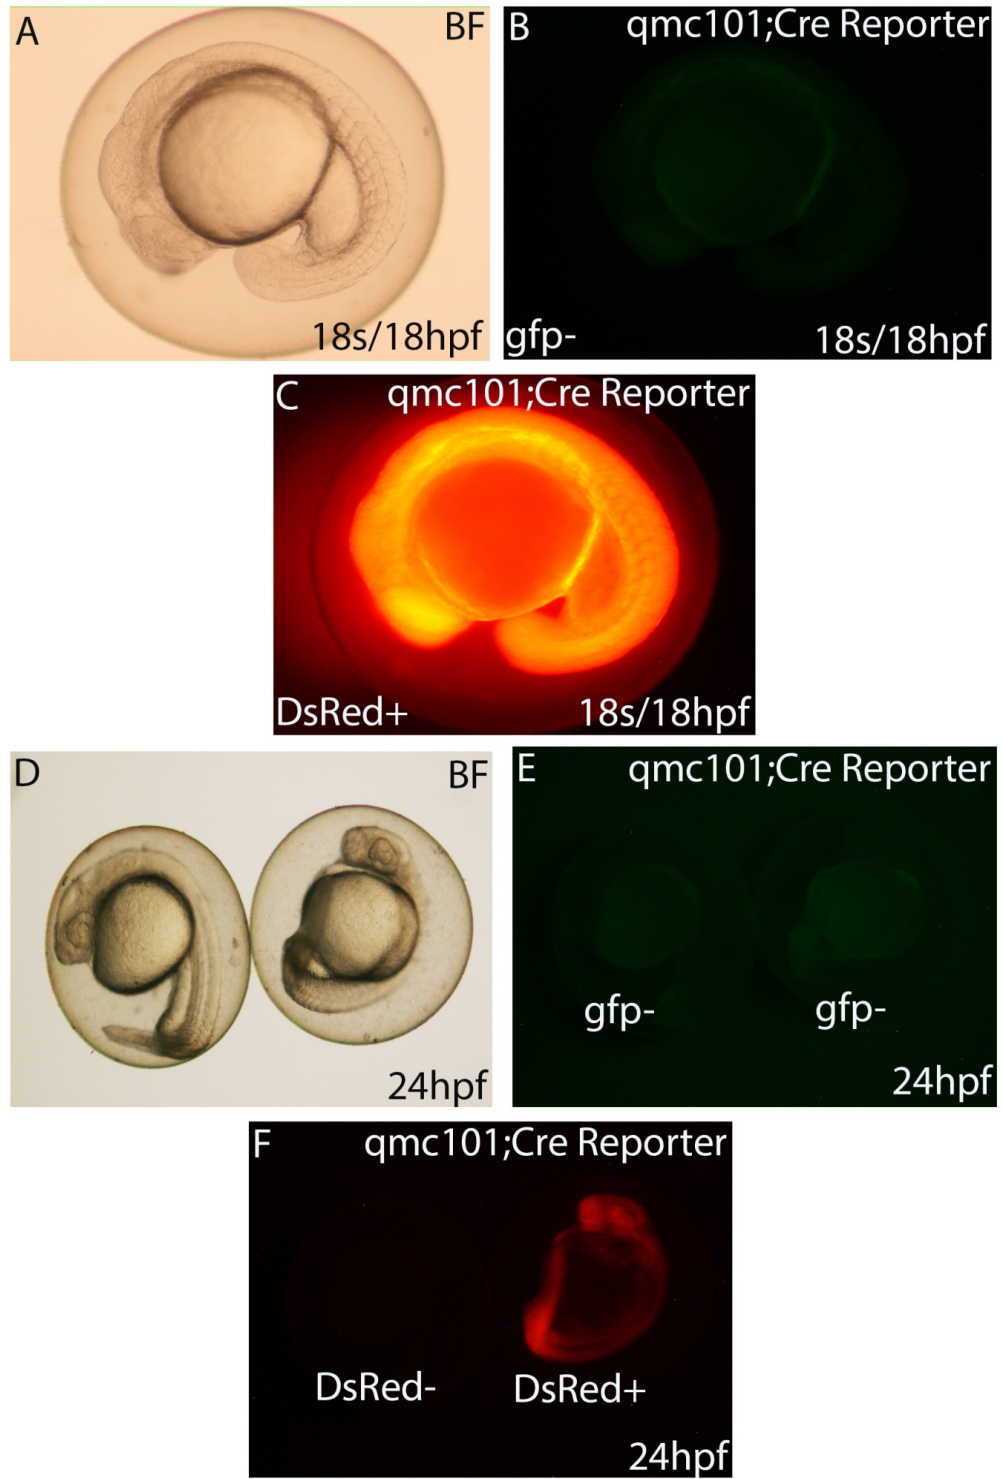 A
BF
18s/18hpf
B
qmc101;Cre Reporter
gfp-
18s/18hpf
C
qmc101;Cre Reporter
DsRed+
18s/18hpf
D
BF
24hpf
E
qmc101;Cre Reporter
gfp-
gfp-
24hpf
F
qmc101;Cre Reporter
DsRed-
DsRed+
24hpf